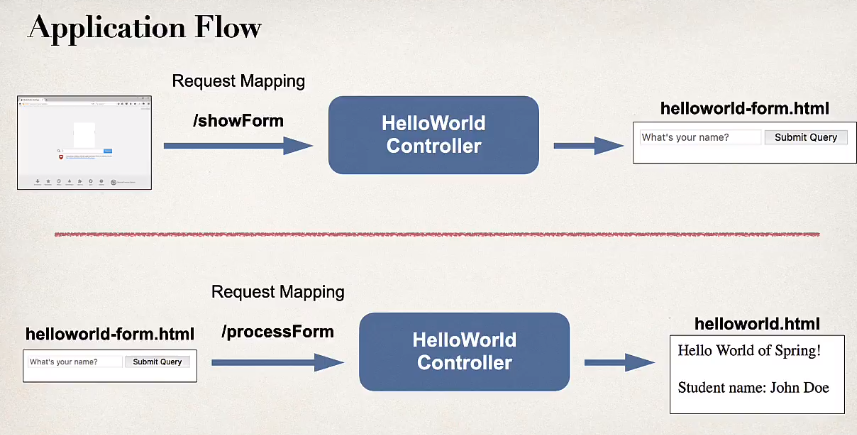 Application Flow
Request Mapping
/showForm
HelloWorld
Controller
helloworld-form.html
What's your name?
Submit Query
Request Mapping
/processForm
helloworld-form.html
What's your name?
Submit Query
HelloWorld
Controller
helloworld.html
Hello World of Spring!
Student name: John Doe